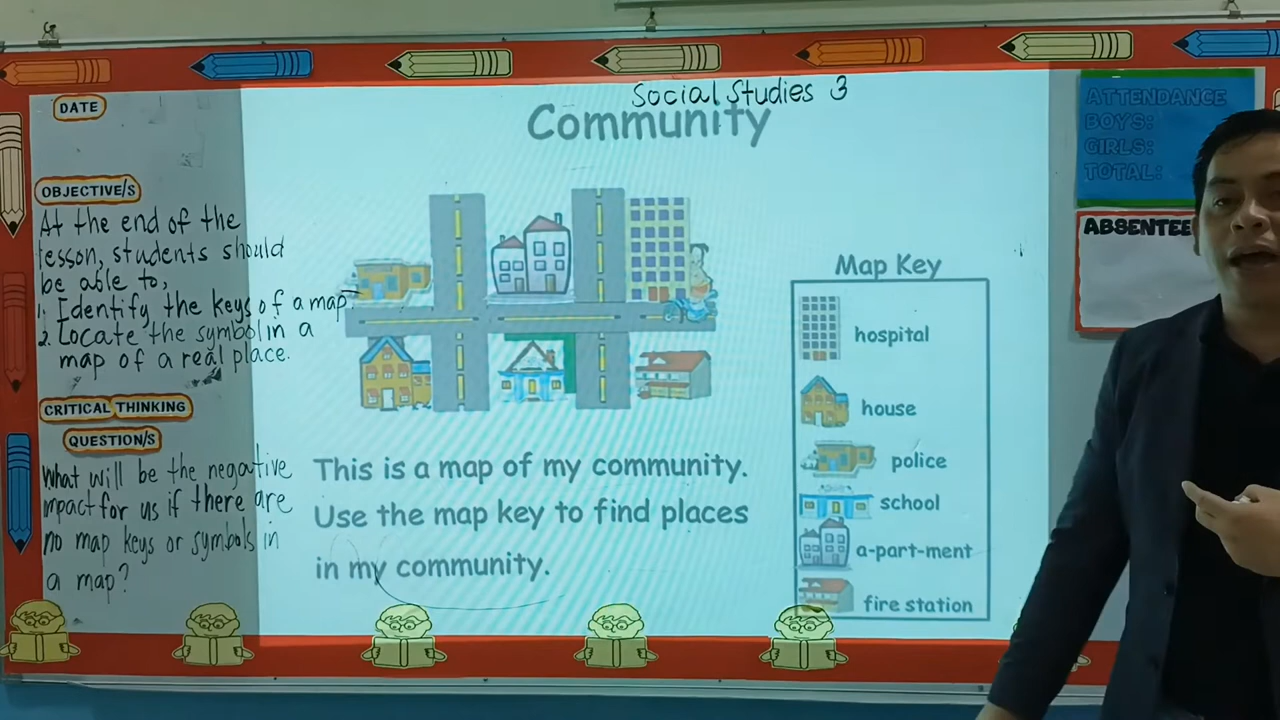 Social Studies 3
Community
DATE
OBJECTIVE/S
At the end of the
lesson, students should
be able to,
1. Identify the keys of a map
2. Locate the symbol in a
map of a real place.
CRITICAL THINKING
QUESTION/S
What will be the negative
impact for us if there are
no map keys or symbols in
a map?
This is a map of my community.
Use the map key to find places
in my community.
Map Key
hospital
house
police
school
a-part-ment
fire station
ATTENDANCE
BOYS:
GIRLS:
TOTAL:
ABSENTEE